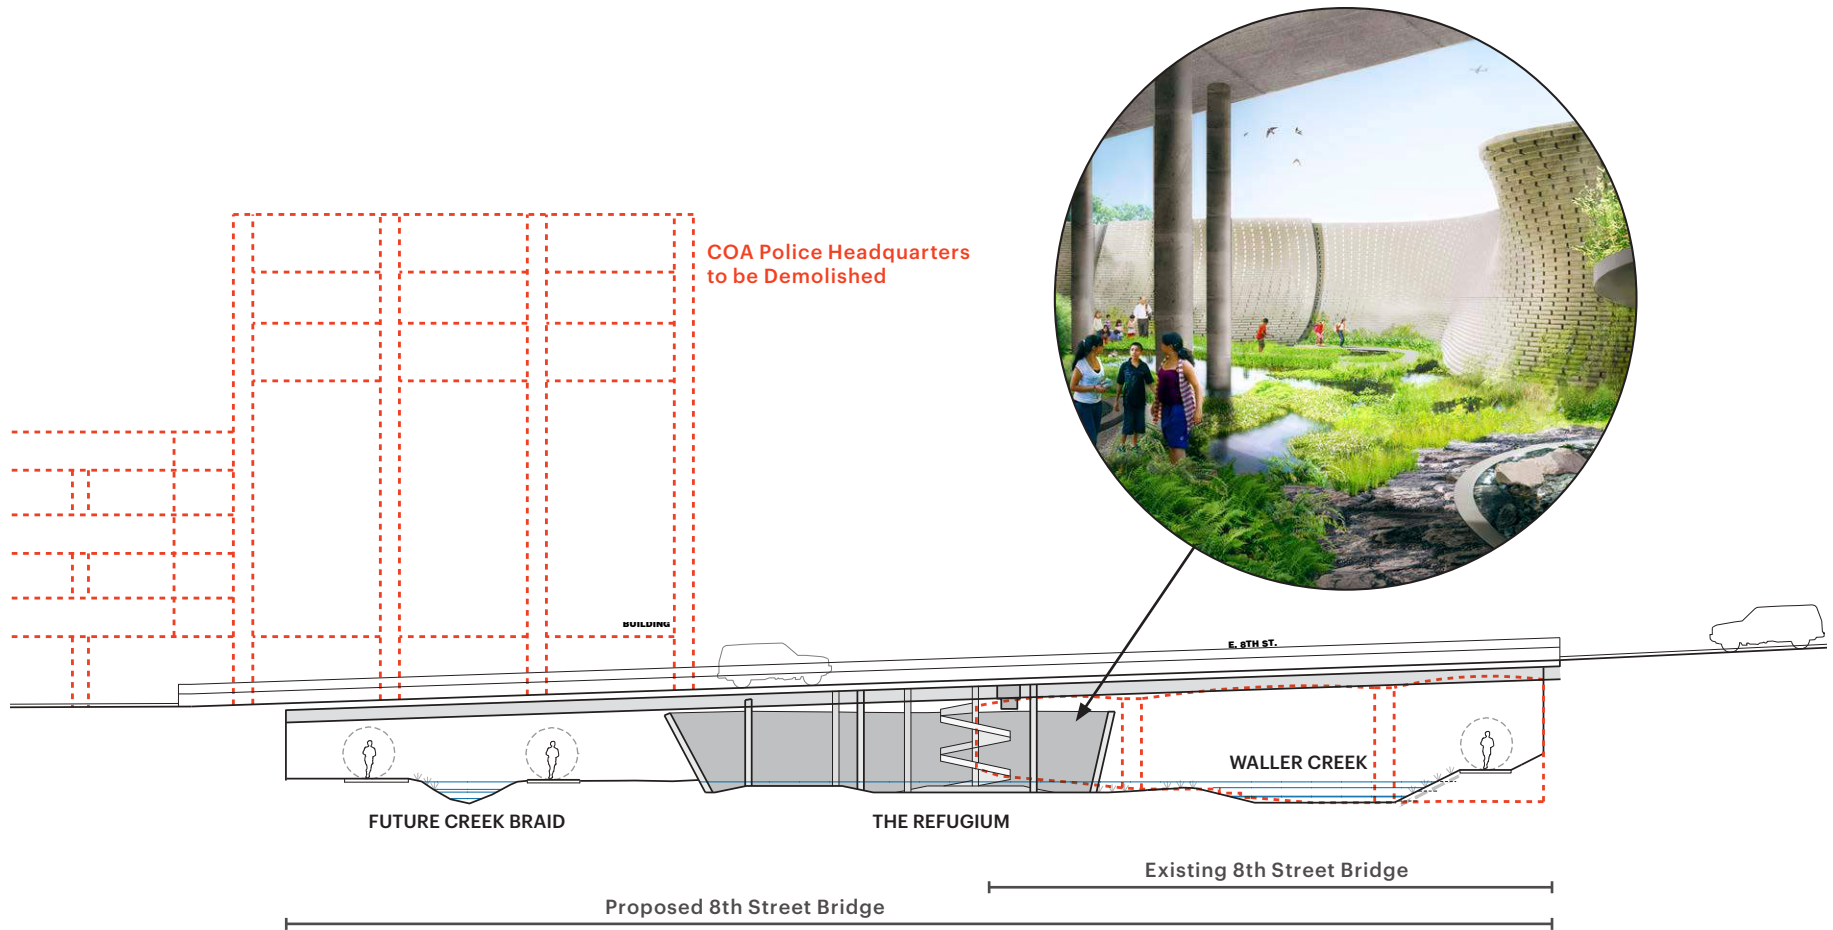 COA Police Headquarters
to be Demolished
BUILDING
E. 8TH ST.
WALLER CREEK
FUTURE CREEK BRAID
THE REFUGIUM
Existing 8th Street Bridge
Proposed 8th Street Bridge